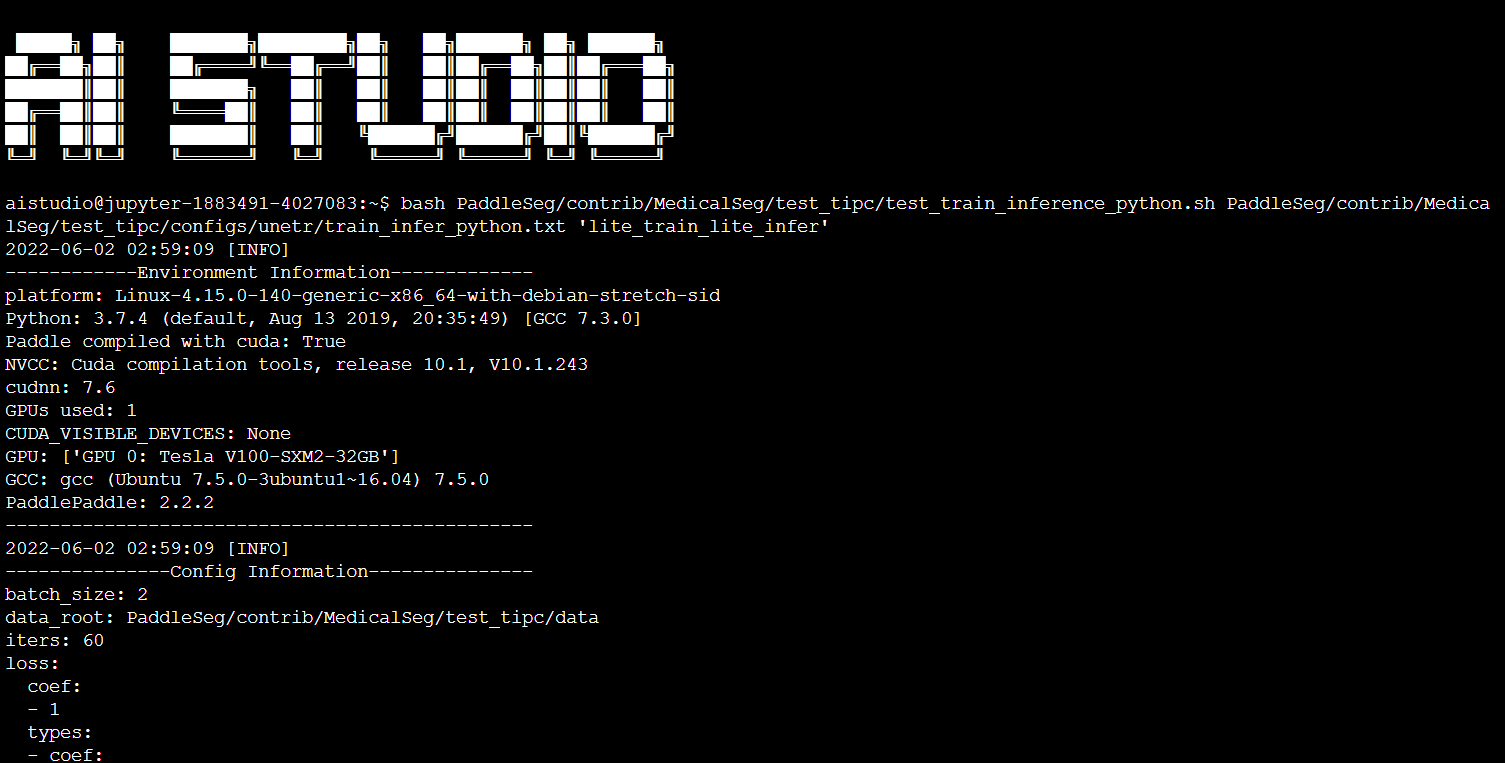 AI STUDIO
aistudio@jupyter-1883491-4027083:~$ bash PaddleSeg/contrib/MedicalSeg/test_tipc/test_train_inference_python.sh PaddleSeg/contrib/Medica
lSeg/test_tipc/configs/unetr/train_infer_python.txt 'lite_train_lite_infer'
2022-06-02 02:59:09 [INFO]
------------Environment Information-------------
platform: Linux-4.15.0-140-generic-x86_64-with-debian-stretch-sid
Python: 3.7.4 (default, Aug 13 2019, 20:35:49) [GCC 7.3.0]
Paddle compiled with cuda: True
NVCC: Cuda compilation tools, release 10.1, V10.1.243
cudnn: 7.6
GPUs used: 1
CUDA_VISIBLE_DEVICES: None
GPU: ['GPU 0: Tesla V100-SXM2-32GB']
GCC: gcc (Ubuntu 7.5.0-3ubuntu1~16.04) 7.5.0
PaddlePaddle: 2.2.2
------------------------------------------------
2022-06-02 02:59:09 [INFO]
---------------Config Information---------------
batch_size: 2
data_root: PaddleSeg/contrib/MedicalSeg/test_tipc/data
iters: 60
loss:
  coef:
  - 1
  types:
  - coef: